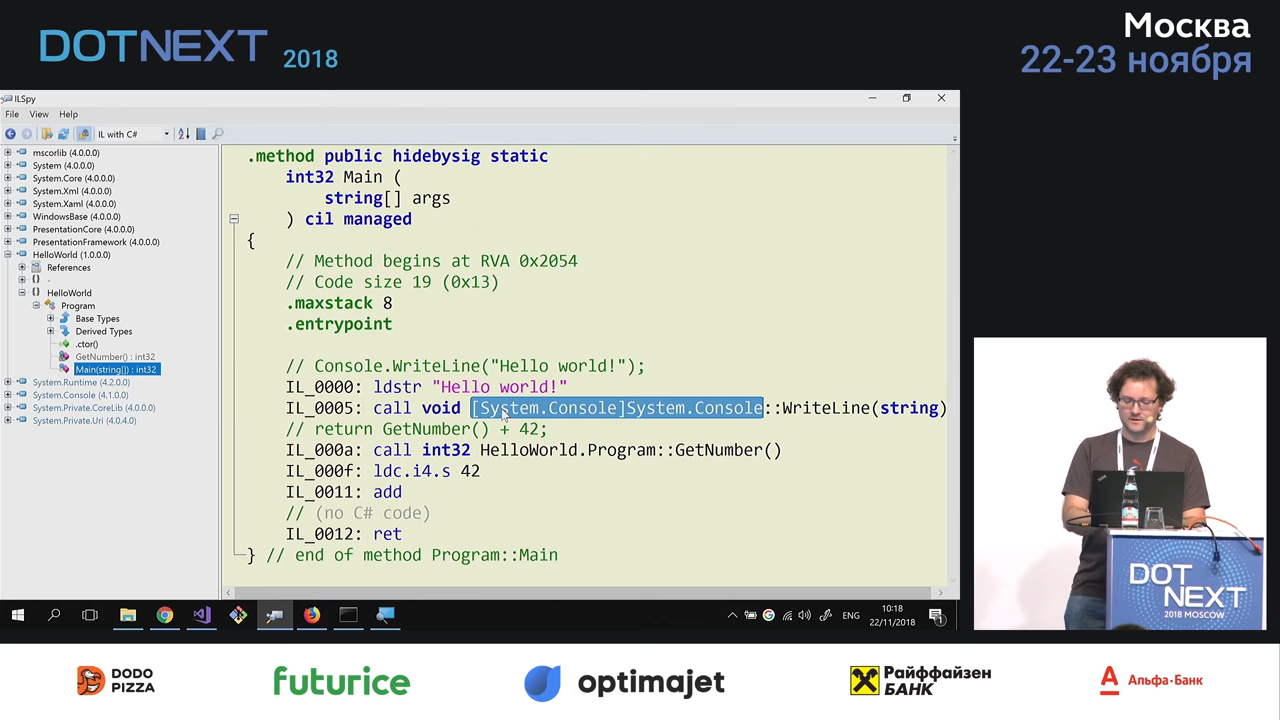 DOTNEXT 2018
Москва
22-23 ноября
ILSpy
File View Help
IL with C#
mscorlib (4.0.0.0)
System (4.0.0.0)
System.Core (4.0.0.0)
System.Xml (4.0.0.0)
System.Xaml (4.0.0.0)
WindowsBase (4.0.0.0)
PresentationCore (4.0.0.0)
PresentationFramework (4.0.0.0)
HelloWorld (1.0.0.0)
References
{} -
{} HelloWorld
Program
Base Types
Derived Types
.ctor()
GetNumber() : int32
Main(string[]) : int32
System.Runtime (4.2.0.0)
System.Console (4.1.0.0)
System.Private.CoreLib (4.0.0.0)
System.Private.Uri (4.0.4.0)
.method public hidebysig static
int32 Main (
string[] args
) cil managed
{
// Method begins at RVA 0x2054
// Code size 19 (0x13)
.maxstack 8
.entrypoint
// Console.WriteLine("Hello world!");
IL_0000: ldstr "Hello world!"
IL_0005: call void [System.Console]System.Console::WriteLine(string)
// return GetNumber() + 42;
IL_000a: call int32 HelloWorld.Program::GetNumber()
IL_000f: ldc.i4.s 42
IL_0011: add
// (no C# code)
IL_0012: ret
} // end of method Program::Main
ENG
10:18
22/11/2018
1
DOT
NEXT
2018 MOSCOW
DODO
PIZZA
futurice
optimajet
Райффайзен
БАНК
А Альфа·Банк